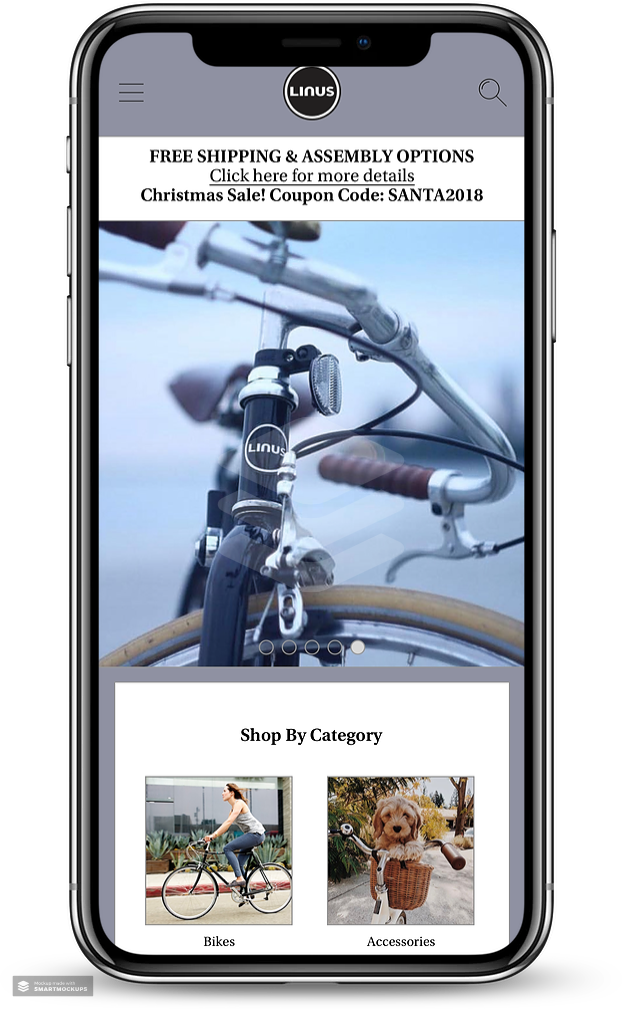 LINUS
FREE SHIPPING & ASSEMBLY OPTIONS
Click here for more details
Christmas Sale! Coupon Code: SANTA2018
LINUS
Shop By Category
Bikes
Accessories
Mockup made with
SMARTMOCKUPS